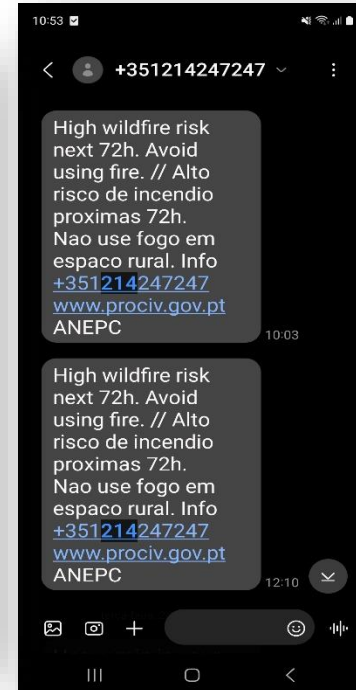 10:53
+351214247247
High wildfire risk
next 72h. Avoid
using fire. // Alto
risco de incendio
proximas 72h.
Nao use fogo em
espaco rural. Info
+351214247247
www.prociv.gov.pt
ANEPC
10:03
High wildfire risk
next 72h. Avoid
using fire. // Alto
risco de incendio
proximas 72h.
Nao use fogo em
espaco rural. Info
+351214247247
www.prociv.gov.pt
ANEPC
12:10